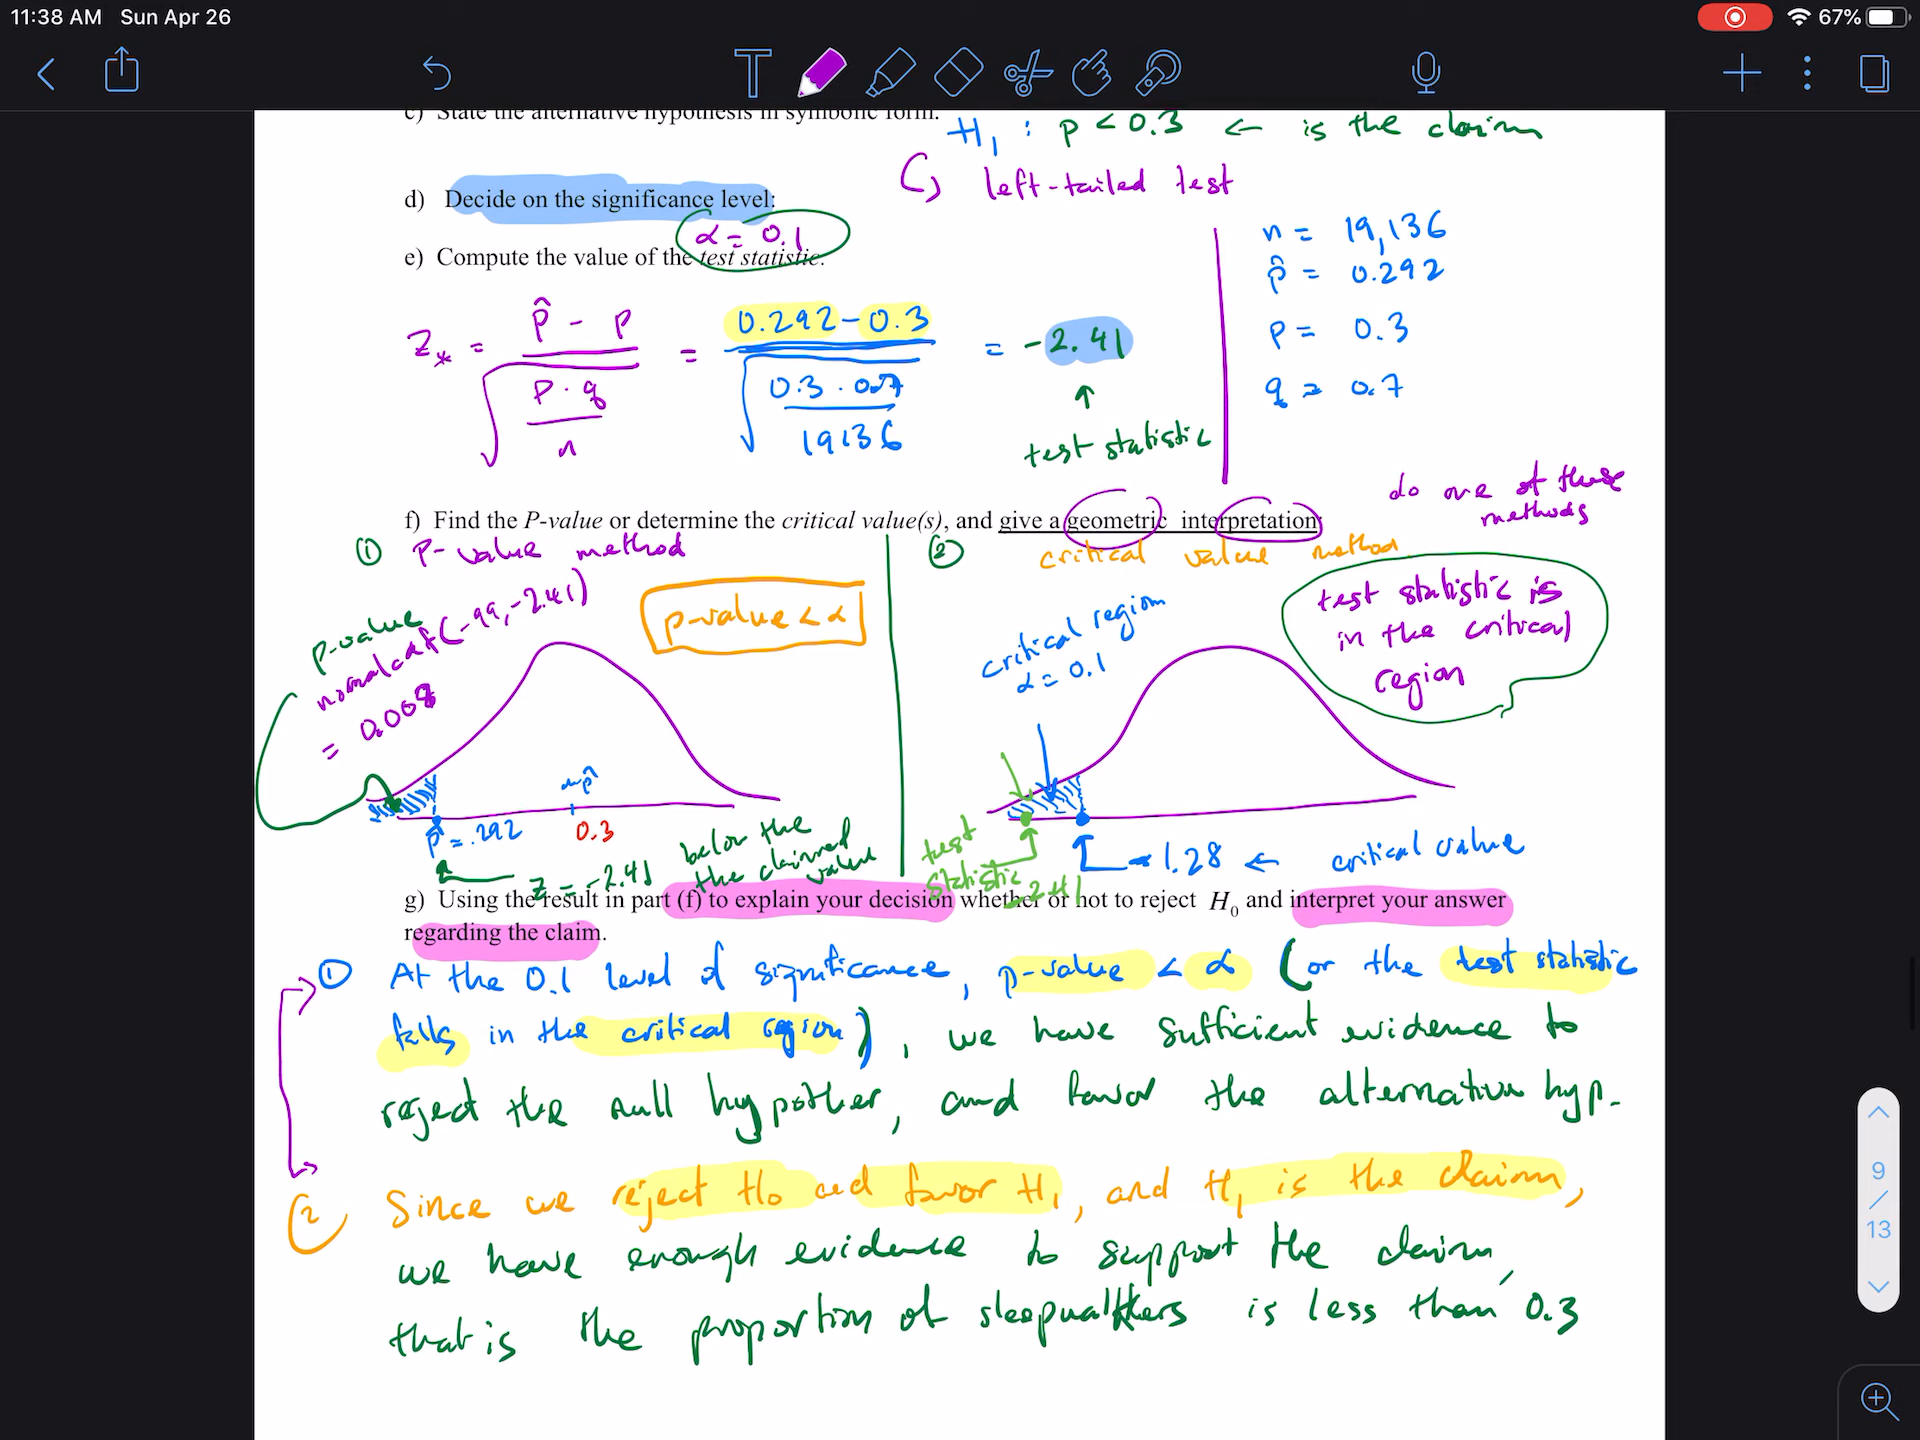 11:38 AM Sun Apr 26
67%
c) State the alternative hypothesis in symbolic form.
H₁ : p < 0.3 ← is the claim
left-tailed test
d) Decide on the significance level:
α = 0.1
e) Compute the value of the test statistic.
n = 19,136
p̂ = 0.292
p = 0.3
q = 0.7
Z* = p̂ - p / √(p · q / n) = 0.292 - 0.3 / √(0.3 · 0.7 / 19136) = -2.41
↑
test statistic
do one of these
methods
f) Find the P-value or determine the critical value(s), and give a geometric interpretation
① P-value method
② critical value method
p-value
normalcdf(-99, -2.41)
= 0.008
p-value < α
critical region
α = 0.1
test statistic is
in the critical
region
p̂ = .292
0.3
z = -2.41
below the
the claimed
value
test
statistic
-2.41
-1.28 ← critical value
g) Using the result in part (f) to explain your decision whether or not to reject H₀ and interpret your answer
regarding the claim.
① At the 0.1 level of significance, p-value < α (or the test statistic
falls in the critical region), we have sufficient evidence to
reject the null hypother, and favor the alternative hyp.
2 Since we reject H₀ and favor H₁, and H₁ is the claim,
we have enough evidence to support the claim,
that is the proportion of sleepwalkers is less than 0.3
9
/
13